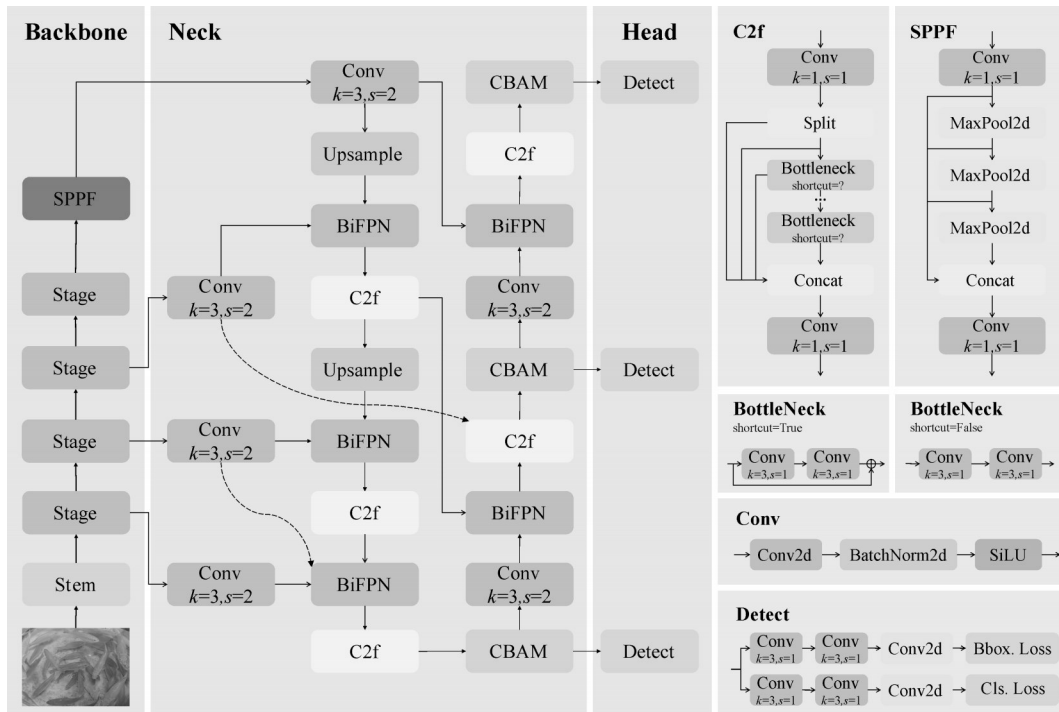 Backbone
SPPF
Stage
Stage
Stage
Stage
Stem
Neck
Conv
k=3,s=2
Upsample
BiFPN
Conv
k=3,s=2
C2f
Upsample
Conv
k=3,s=2
BiFPN
C2f
Conv
k=3,s=2
BiFPN
C2f
CBAM
C2f
BiFPN
Conv
k=3,s=2
CBAM
C2f
BiFPN
Conv
k=3,s=2
CBAM
Head
Detect
Detect
Detect
C2f
Conv
k=1,s=1
Split
Bottleneck
shortcut=?
...
Bottleneck
shortcut=?
Concat
Conv
k=1,s=1
SPPF
Conv
k=1,s=1
MaxPool2d
MaxPool2d
MaxPool2d
Concat
Conv
k=1,s=1
BottleNeck
shortcut=True
Conv
k=3,s=1
Conv
k=3,s=1
BottleNeck
shortcut=False
Conv
k=3,s=1
Conv
k=3,s=1
Conv
Conv2d
BatchNorm2d
SiLU
Detect
Conv
k=3,s=1
Conv
k=3,s=1
Conv2d
Bbox. Loss
Conv
k=3,s=1
Conv
k=3,s=1
Conv2d
Cls. Loss